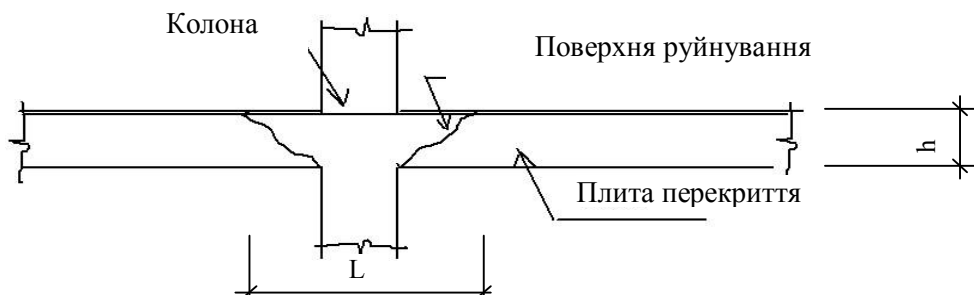 Колона
Поверхня руйнування
h
Плита перекриття
L